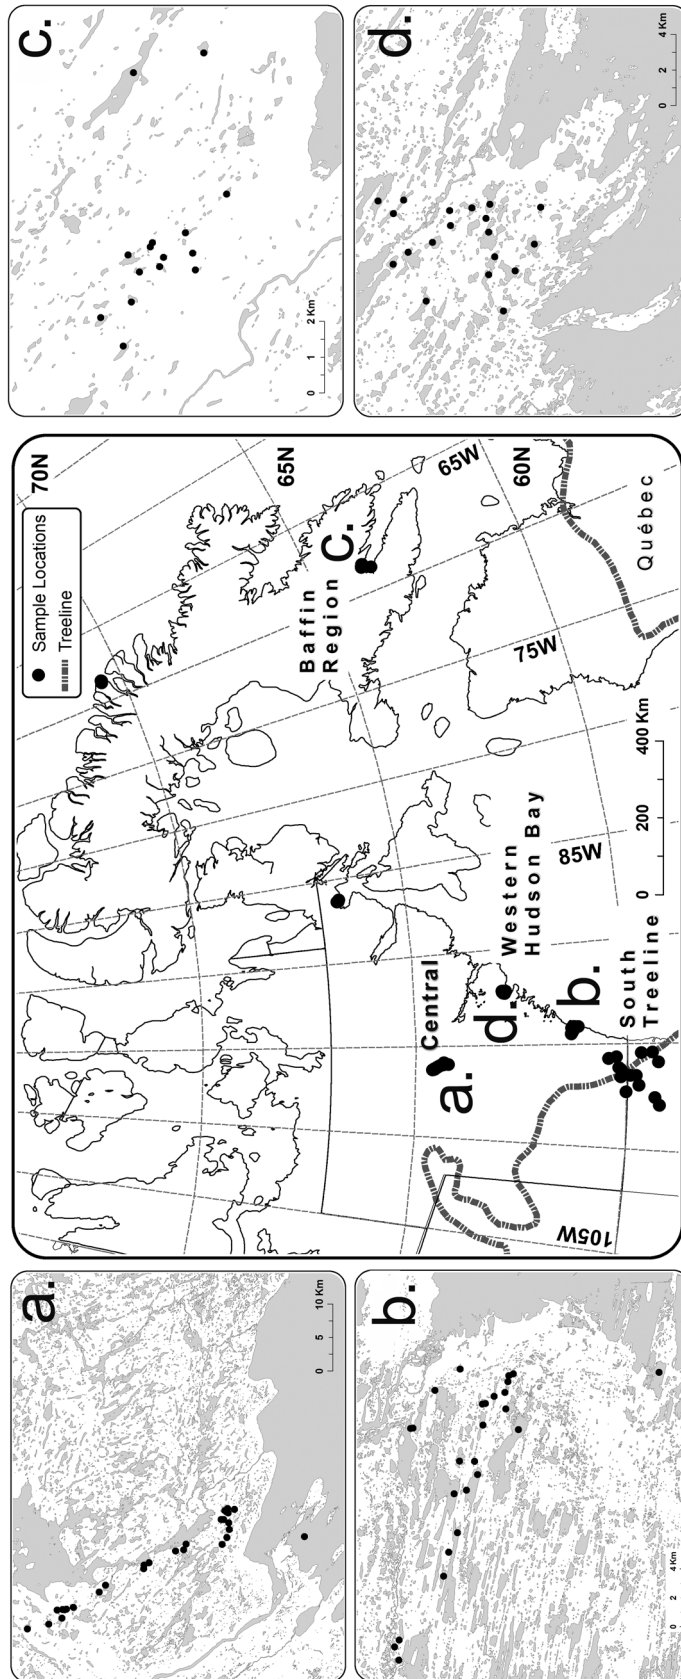 a.
0 5 10 Km
b.
0 2 4 Km
70N
Sample Locations
Treeline
65N
Baffin
Region
c.
65W
60N
75W
Québec
Central
a.
Western
Hudson Bay
d.
85W
0 200 400 Km
b.
South
Treeline
105W
c.
0 1 2 Km
d.
0 2 4 Km